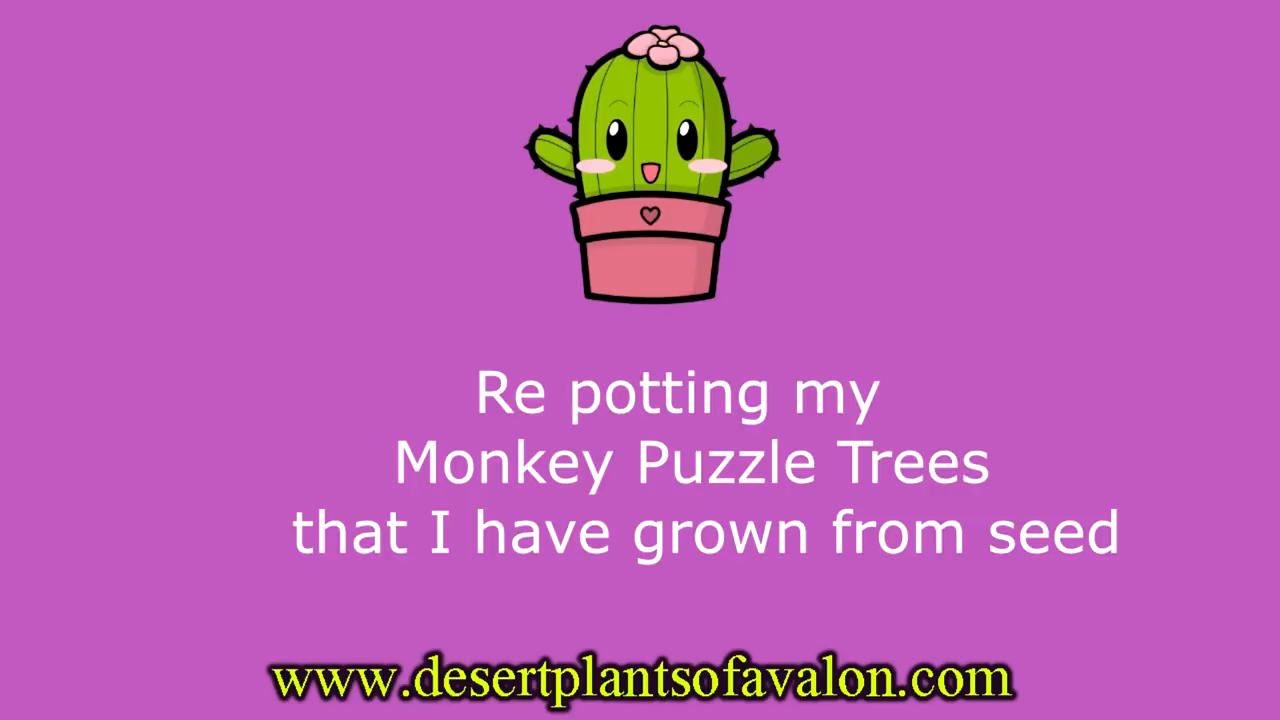 Re potting my
Monkey Puzzle Trees
that I have grown from seed
www.desertplantsofavalon.com